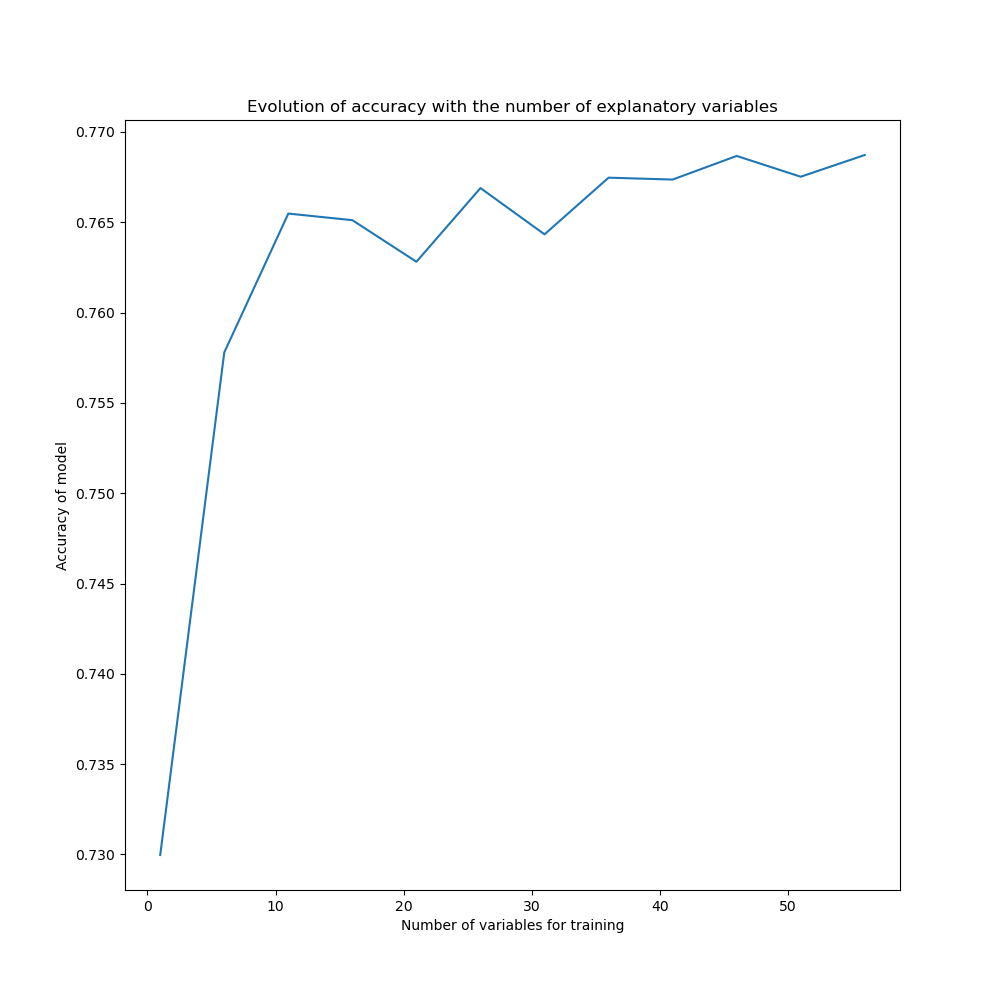 Evolution of accuracy with the number of explanatory variables
0.770
0.765
0.760
0.755
0.750
0.745
0.740
0.735
0.730
Accuracy of model
0 10 20 30 40 50
Number of variables for training